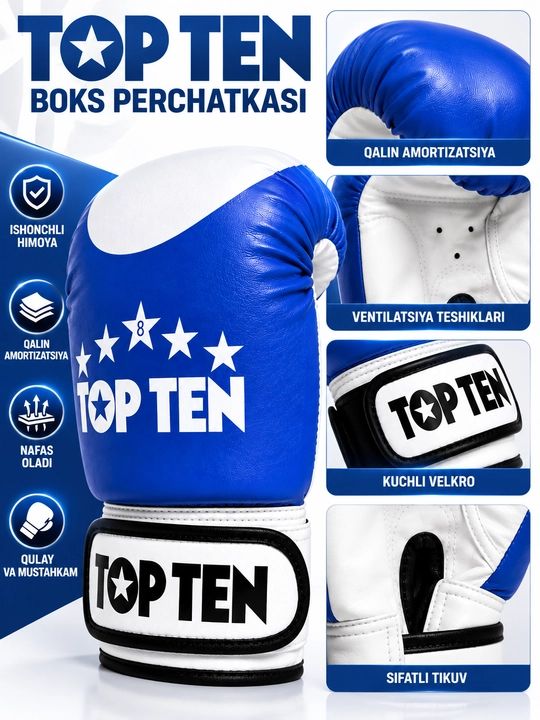 TOP TEN
BOKS PERCHATKASI
ISHONCHLI
HIMOYA
QALIN
AMORTIZATSIYA
NAFAS
OLADI
QULAY
VA MUSTAHKAM
8
TOP TEN
TOP TEN
QALIN AMORTIZATSIYA
VENTILATSIYA TESHIKLARI
TOP TEN
KUCHLI VELKRO
SIFATLI TIKUV